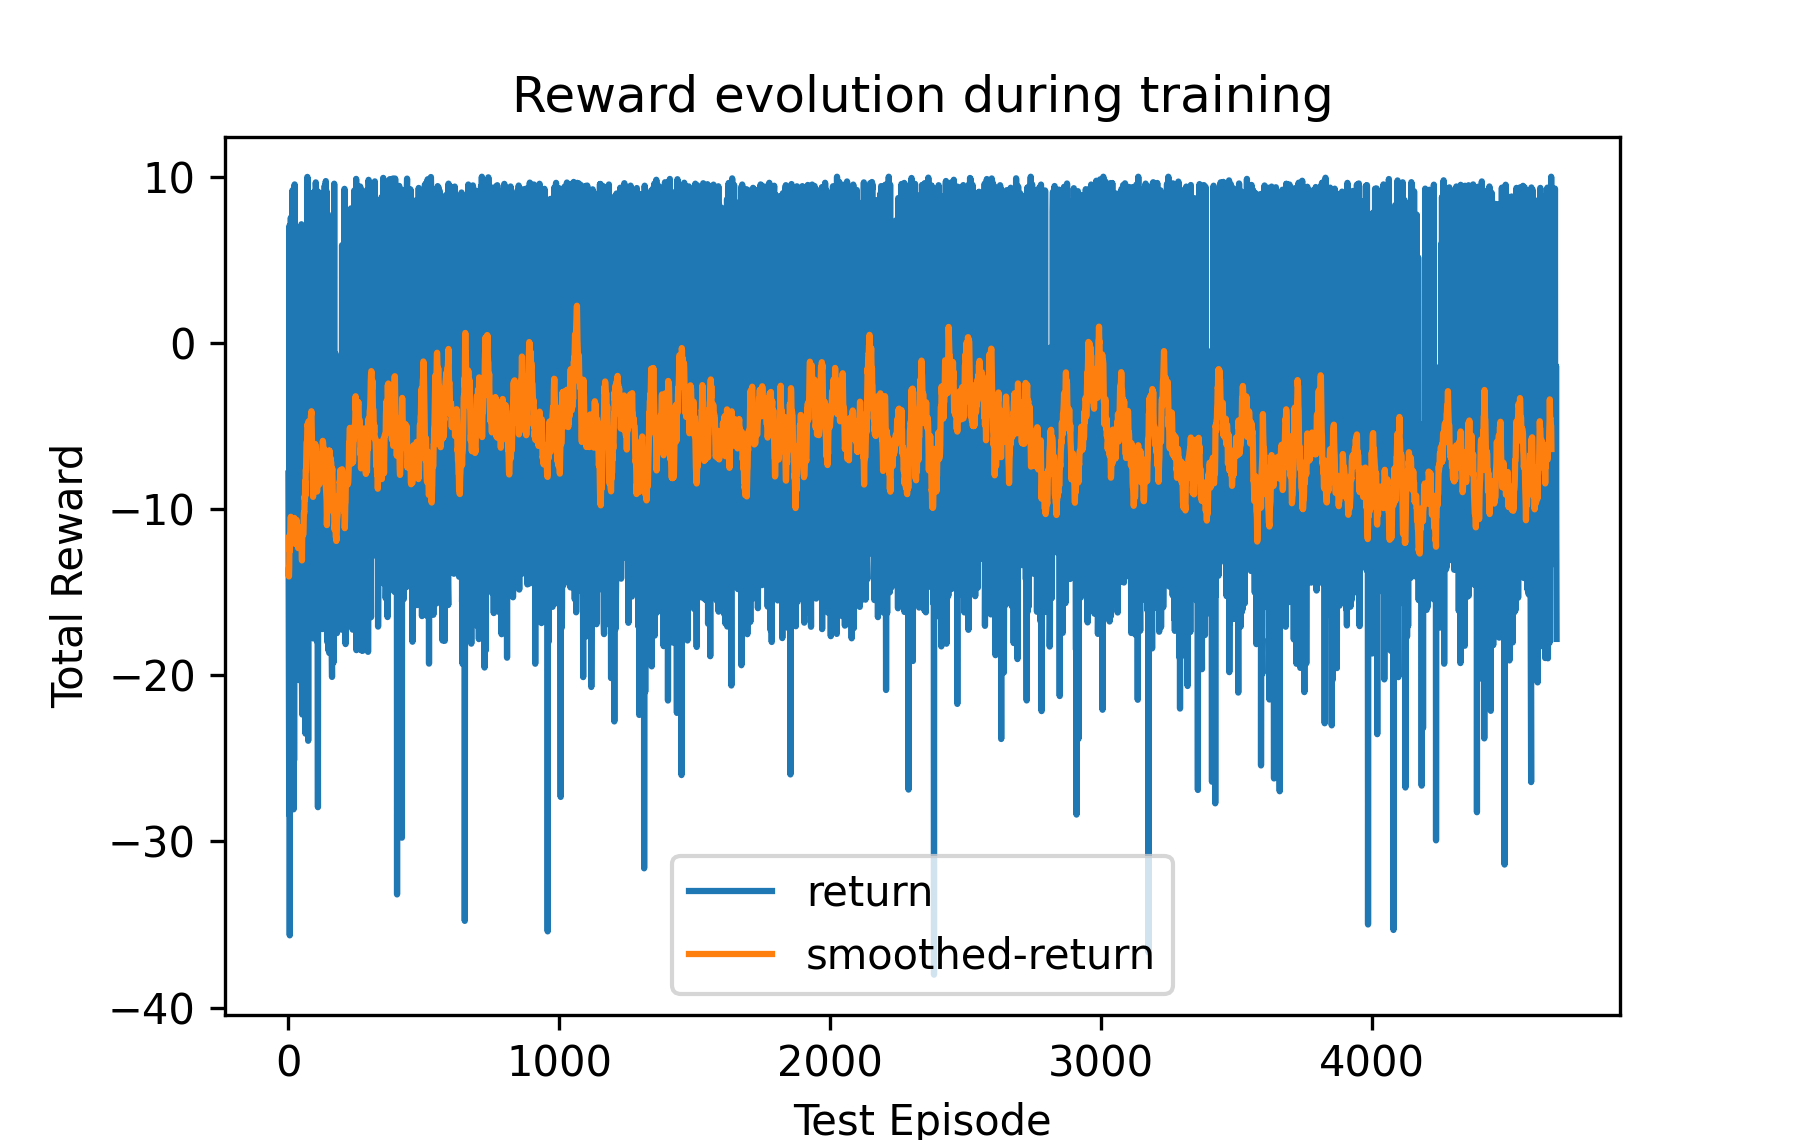 Reward evolution during training
Total Reward
10
0
−10
−20
−30
−40
return
smoothed-return
0 1000 2000 3000 4000
Test Episode